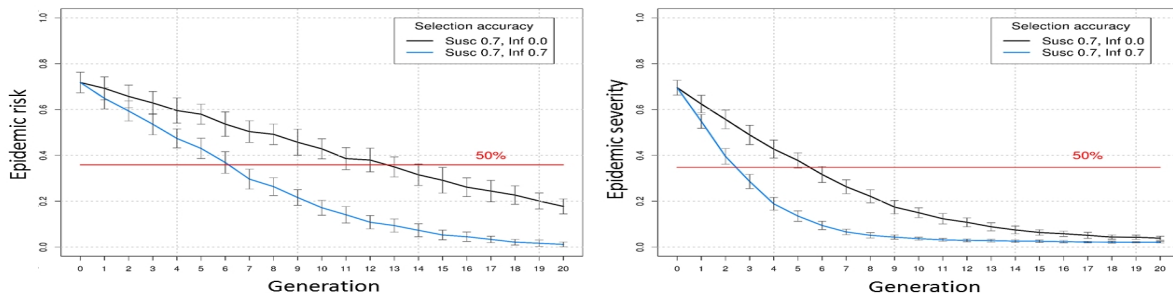 Selection accuracy
Susc 0.7, Inf 0.0
Susc 0.7, Inf 0.7
50%
Epidemic risk
0.0 0.2 0.4 0.6 0.8 1.0
0 1 2 3 4 5 6 7 8 9 10 11 12 13 14 15 16 17 18 19 20
Generation
Selection accuracy
Susc 0.7, Inf 0.0
Susc 0.7, Inf 0.7
50%
Epidemic severity
0.0 0.2 0.4 0.6 0.8 1.0
0 1 2 3 4 5 6 7 8 9 10 11 12 13 14 15 16 17 18 19 20
Generation